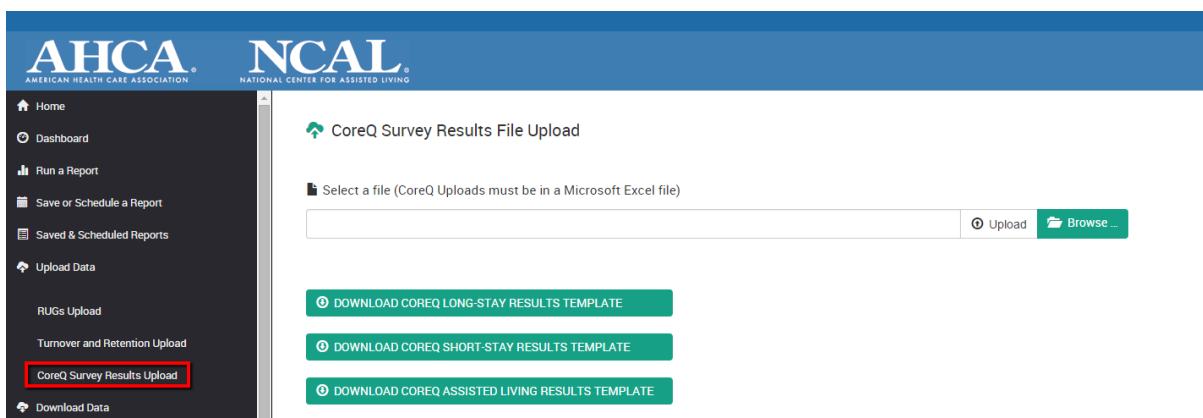 AHCA.
AMERICAN HEALTH CARE ASSOCIATION
NCAL.
NATIONAL CENTER FOR ASSISTED LIVING
Home
Dashboard
Run a Report
Save or Schedule a Report
Saved & Scheduled Reports
Upload Data
RUGs Upload
Turnover and Retention Upload
CoreQ Survey Results Upload
Download Data
CoreQ Survey Results File Upload
Select a file (CoreQ Uploads must be in a Microsoft Excel file)
Upload
Browse ...
DOWNLOAD COREQ LONG-STAY RESULTS TEMPLATE
DOWNLOAD COREQ SHORT-STAY RESULTS TEMPLATE
DOWNLOAD COREQ ASSISTED LIVING RESULTS TEMPLATE